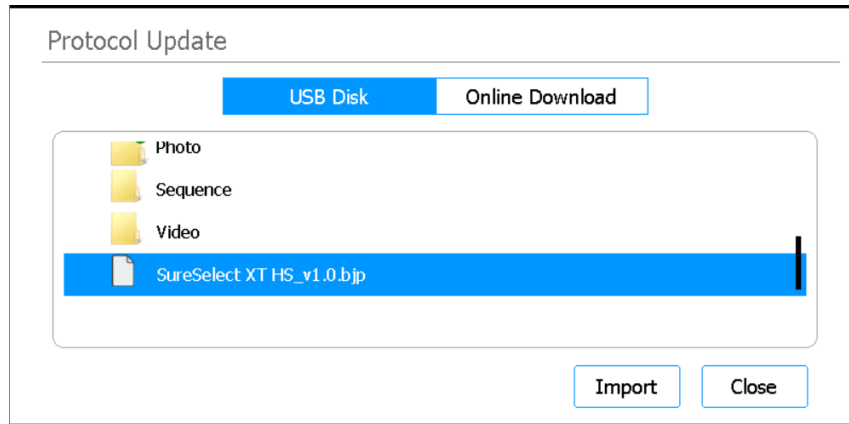 Protocol Update
USB Disk Online Download
Photo
Sequence
Video
SureSelect XT HS_v1.0.bjp
Import Close